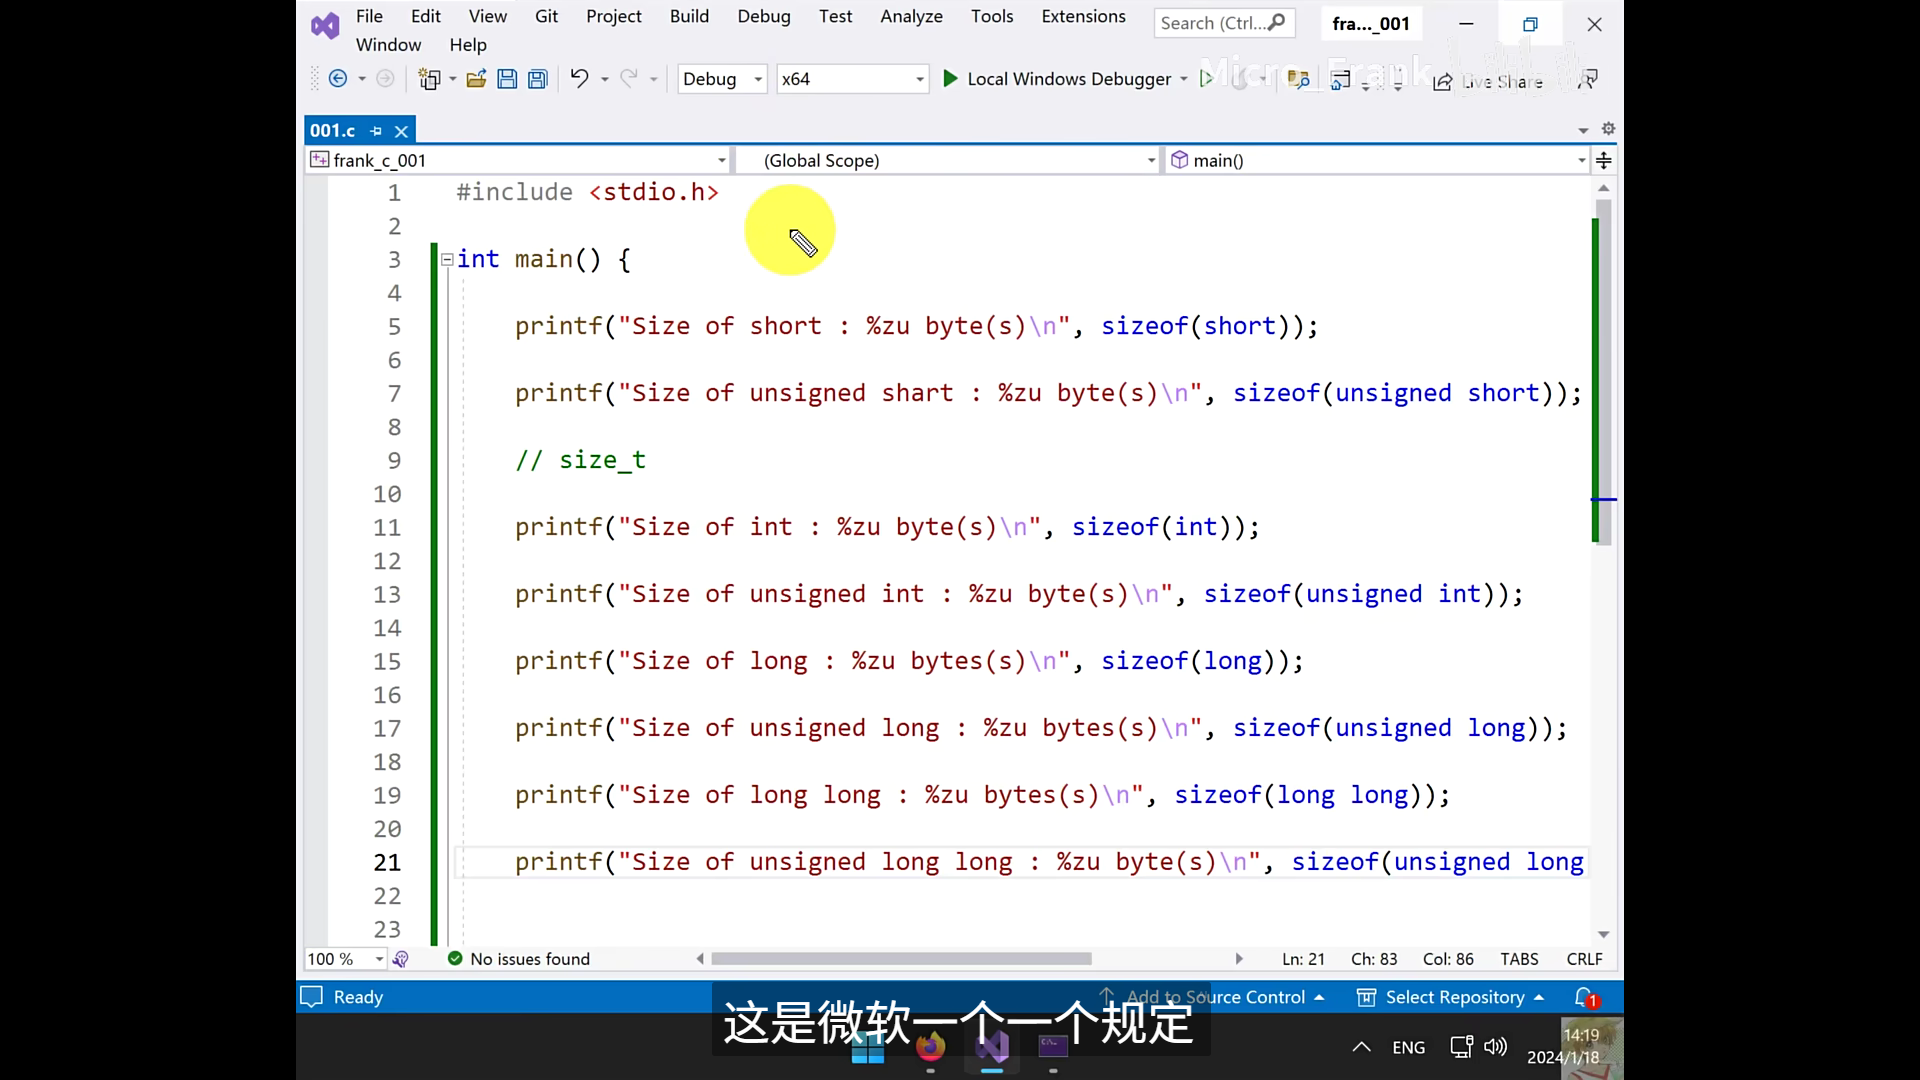 File Edit View Git Project Build Debug Test Analyze Tools Extensions Search (Ctrl... fra..._001
Window Help
Debug x64 Local Windows Debugger Live Share
Micro_Frank
001.c
frank_c_001 (Global Scope) main()
1 #include <stdio.h>
2
3 int main() {
4
5 printf("Size of short : %zu byte(s)\n", sizeof(short));
6
7 printf("Size of unsigned shart : %zu byte(s)\n", sizeof(unsigned short));
8
9 // size_t
10
11 printf("Size of int : %zu byte(s)\n", sizeof(int));
12
13 printf("Size of unsigned int : %zu byte(s)\n", sizeof(unsigned int));
14
15 printf("Size of long : %zu bytes(s)\n", sizeof(long));
16
17 printf("Size of unsigned long : %zu bytes(s)\n", sizeof(unsigned long));
18
19 printf("Size of long long : %zu bytes(s)\n", sizeof(long long));
20
21 printf("Size of unsigned long long : %zu byte(s)\n", sizeof(unsigned long
22
23
100 % No issues found Ln: 21 Ch: 83 Col: 86 TABS CRLF
Ready Add to Source Control Select Repository 1
这是微软一个一个规定
ENG 14:19
2024/1/18